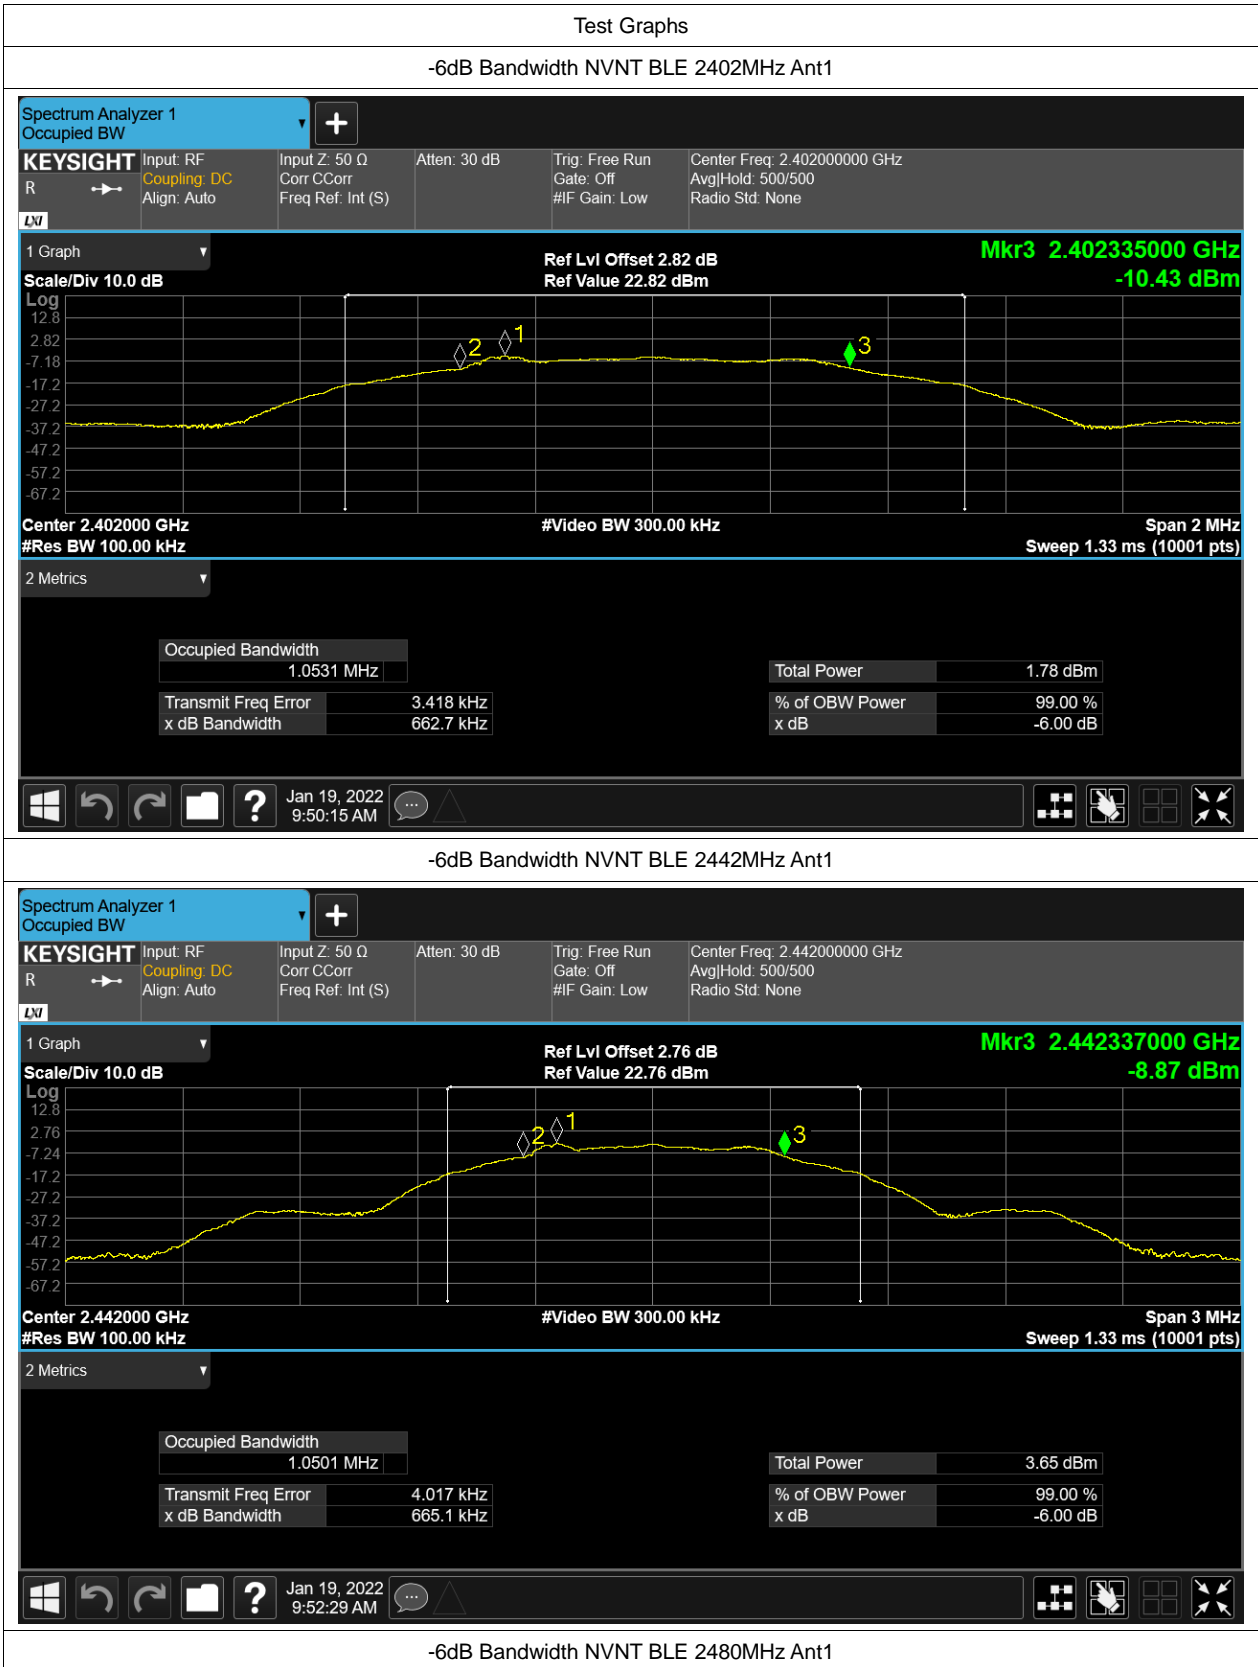 Test Graphs
-6dB Bandwidth NVNT BLE 2402MHz Ant1
Spectrum Analyzer 1
Occupied BW
KEYSIGHT Input: RF Input Z: 50 Ω Atten: 30 dB Trig: Free Run Center Freq: 2.402000000 GHz
R Coupling: DC Corr CCorr Gate: Off Avg|Hold: 500/500
Align: Auto Freq Ref: Int (S) #IF Gain: Low Radio Std: None
LXI
1 Graph Ref Lvl Offset 2.82 dB Mkr3 2.402335000 GHz
Scale/Div 10.0 dB Ref Value 22.82 dBm -10.43 dBm
Log
12.8
2.82
-7.18
-17.2
-27.2
-37.2
-47.2
-57.2
-67.2
2 1 3
Center 2.402000 GHz #Video BW 300.00 kHz Span 2 MHz
#Res BW 100.00 kHz Sweep 1.33 ms (10001 pts)
2 Metrics
Occupied Bandwidth
1.0531 MHz Total Power 1.78 dBm
Transmit Freq Error 3.418 kHz % of OBW Power 99.00 %
x dB Bandwidth 662.7 kHz x dB -6.00 dB
? Jan 19, 2022
9:50:15 AM
-6dB Bandwidth NVNT BLE 2442MHz Ant1
Spectrum Analyzer 1
Occupied BW
KEYSIGHT Input: RF Input Z: 50 Ω Atten: 30 dB Trig: Free Run Center Freq: 2.442000000 GHz
R Coupling: DC Corr CCorr Gate: Off Avg|Hold: 500/500
Align: Auto Freq Ref: Int (S) #IF Gain: Low Radio Std: None
LXI
1 Graph Ref Lvl Offset 2.76 dB Mkr3 2.442337000 GHz
Scale/Div 10.0 dB Ref Value 22.76 dBm -8.87 dBm
Log
12.8
2.76
-7.24
-17.2
-27.2
-37.2
-47.2
-57.2
-67.2
2 1 3
Center 2.442000 GHz #Video BW 300.00 kHz Span 3 MHz
#Res BW 100.00 kHz Sweep 1.33 ms (10001 pts)
2 Metrics
Occupied Bandwidth
1.0501 MHz Total Power 3.65 dBm
Transmit Freq Error 4.017 kHz % of OBW Power 99.00 %
x dB Bandwidth 665.1 kHz x dB -6.00 dB
? Jan 19, 2022
9:52:29 AM
-6dB Bandwidth NVNT BLE 2480MHz Ant1